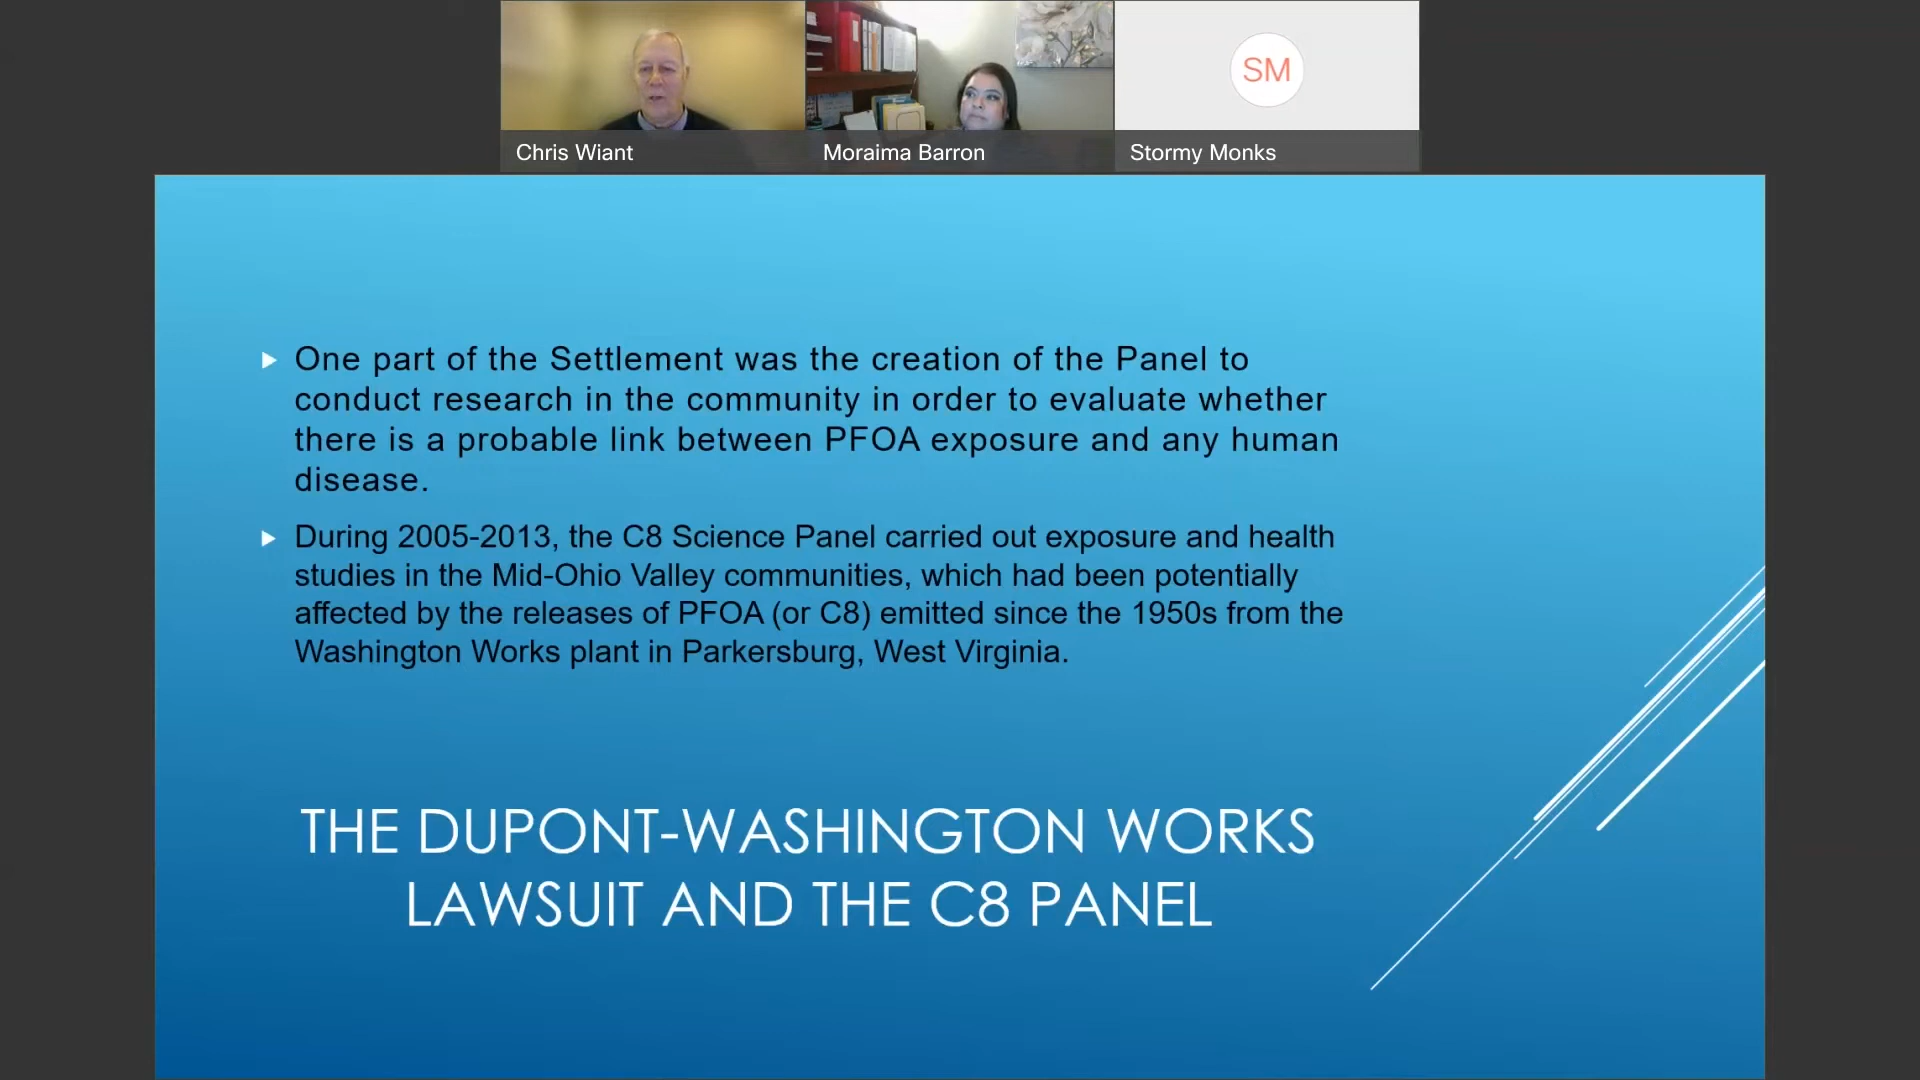 SM
Chris Wiant
Moraima Barron
Stormy Monks
One part of the Settlement was the creation of the Panel to
conduct research in the community in order to evaluate whether
there is a probable link between PFOA exposure and any human
disease.
During 2005-2013, the C8 Science Panel carried out exposure and health
studies in the Mid-Ohio Valley communities, which had been potentially
affected by the releases of PFOA (or C8) emitted since the 1950s from the
Washington Works plant in Parkersburg, West Virginia.
THE DUPONT-WASHINGTON WORKS
LAWSUIT AND THE C8 PANEL